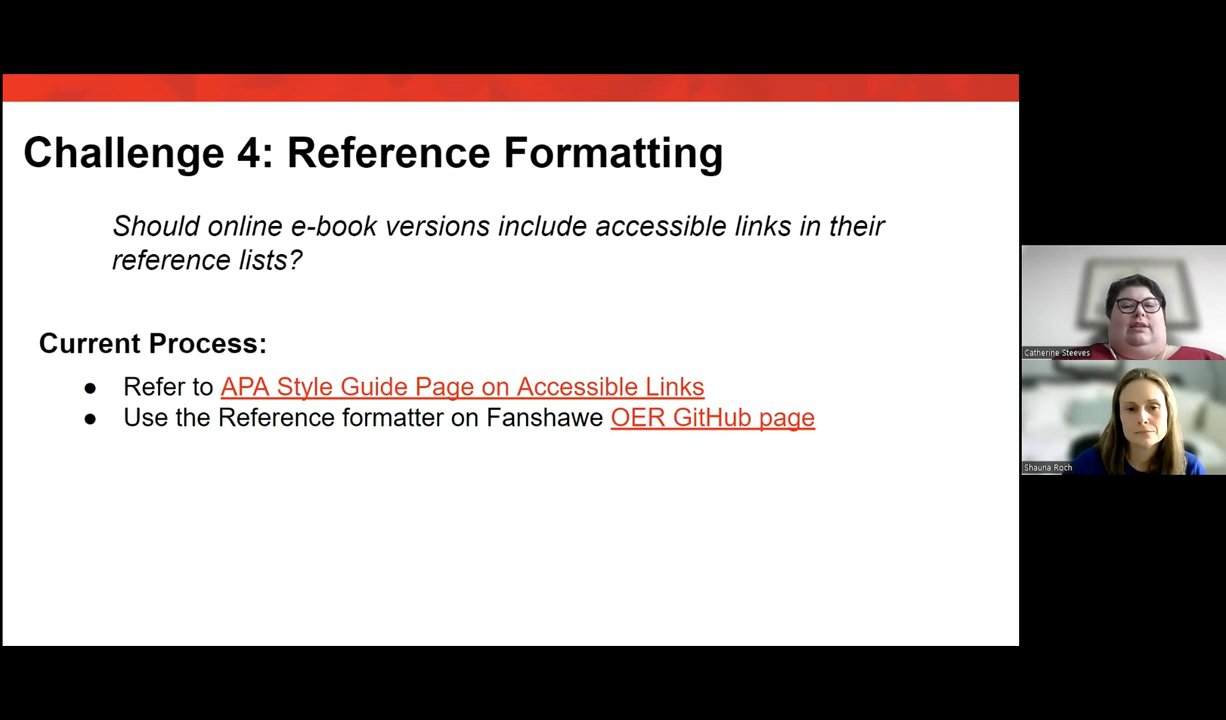 Challenge 4: Reference Formatting
Should online e-book versions include accessible links in their
reference lists?
Current Process:
● Refer to APA Style Guide Page on Accessible Links
● Use the Reference formatter on Fanshawe OER GitHub page
Catherine Steeves
Shauna Roch